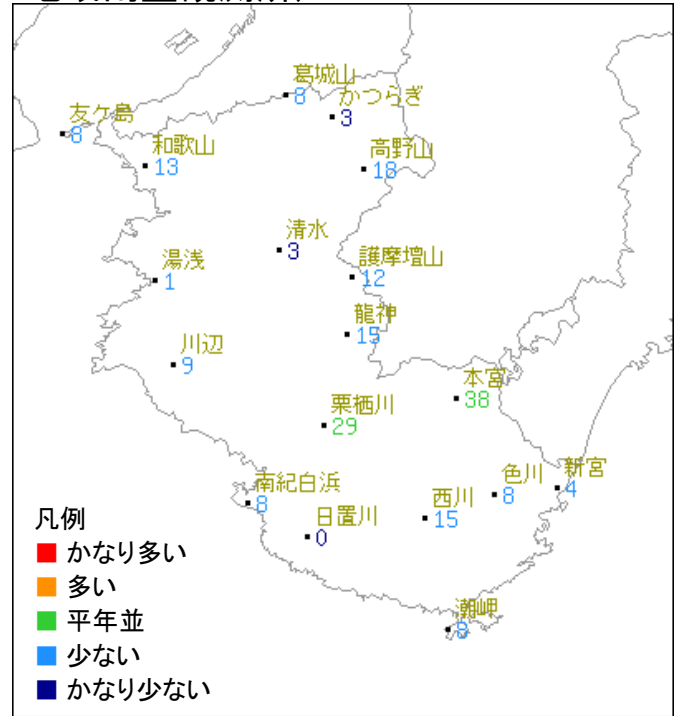 葛城山
8
かつらぎ
3
友ケ島
8
和歌山
13
高野山
18
清水
3
護摩壇山
12
湯浅
1
龍神
15
川辺
9
本宮
38
栗栖川
29
新宮
4
色川
8
南紀白浜
8
西川
15
日置川
0
潮岬
8
凡例
かなり多い
多い
平年並
少ない
かなり少ない